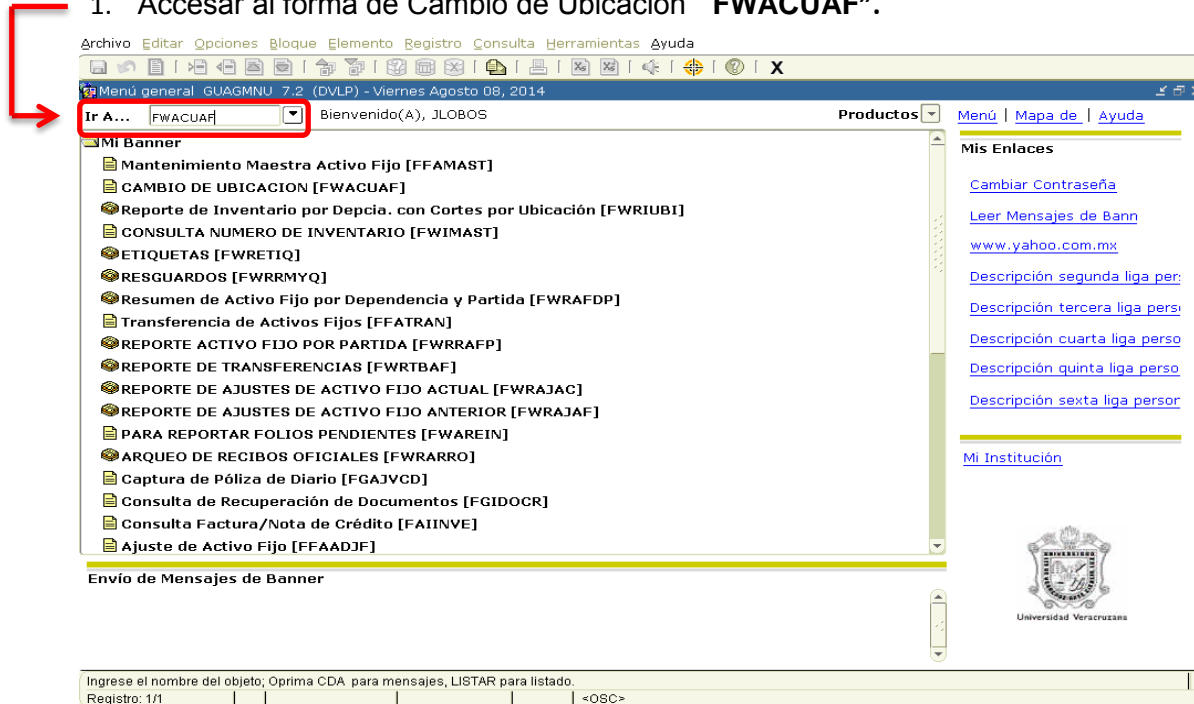 1. Accesar al forma de Cambio de Ubicación "FWACUAF".
Archivo Editar Opciones Bloque Elemento Registro Consulta Herramientas Ayuda
X
Menú general GUAGMNU 7.2 (DVLP) - Viernes Agosto 08, 2014
Ir A... FWACUAF Bienvenido(A), JLOBOS Productos Menú | Mapa de | Ayuda
Mi Banner
Mantenimiento Maestra Activo Fijo [FFAMAST]
CAMBIO DE UBICACION [FWACUAF]
Reporte de Inventario por Depcia. con Cortes por Ubicación [FWRIUBI]
CONSULTA NUMERO DE INVENTARIO [FWIMAST]
ETIQUETAS [FWRETIQ]
RESGUARDOS [FWRRMYQ]
Resumen de Activo Fijo por Dependencia y Partida [FWRAFDP]
Transferencia de Activos Fijos [FFATRAN]
REPORTE ACTIVO FIJO POR PARTIDA [FWRRAFP]
REPORTE DE TRANSFERENCIAS [FWRTBAF]
REPORTE DE AJUSTES DE ACTIVO FIJO ACTUAL [FWRAJAC]
REPORTE DE AJUSTES DE ACTIVO FIJO ANTERIOR [FWRAJAF]
PARA REPORTAR FOLIOS PENDIENTES [FWAREIN]
ARQUEO DE RECIBOS OFICIALES [FWRARRO]
Captura de Póliza de Diario [FGAJVCD]
Consulta de Recuperación de Documentos [FGIDOCR]
Consulta Factura/Nota de Crédito [FAIINVE]
Ajuste de Activo Fijo [FFAADJF]
Mis Enlaces
Cambiar Contraseña
Leer Mensajes de Bann
www.yahoo.com.mx
Descripción segunda liga per
Descripción tercera liga pers
Descripción cuarta liga perso
Descripción quinta liga perso
Descripción sexta liga person
Mi Institución
Universidad Veracruzana
Envío de Mensajes de Banner
Ingrese el nombre del objeto; Oprima CDA para mensajes, LISTAR para listado.
Registro: 1/1 <OSC>